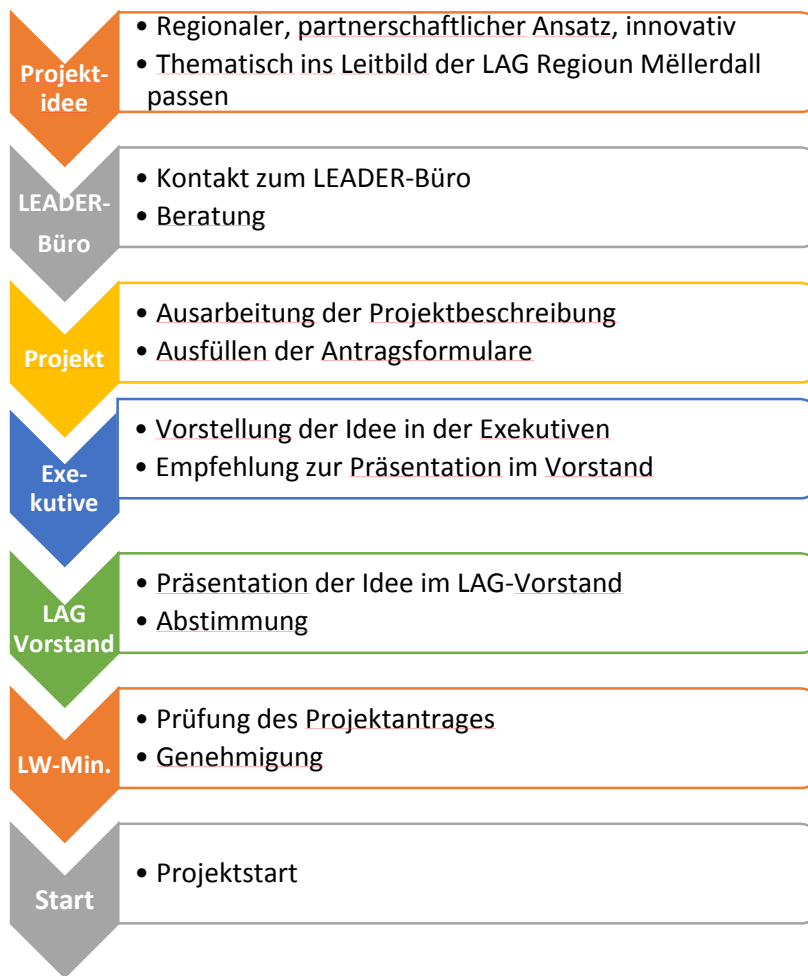 Projekt-
idee
• Regionaler, partnerschaftlicher Ansatz, innovativ
• Thematisch ins Leitbild der LAG Regioun Mëllerdall
passen
LEADER-
Büro
• Kontakt zum LEADER-Büro
• Beratung
Projekt
• Ausarbeitung der Projektbeschreibung
• Ausfüllen der Antragsformulare
Exe-
kutive
• Vorstellung der Idee in der Exekutiven
• Empfehlung zur Präsentation im Vorstand
LAG
Vorstand
• Präsentation der Idee im LAG-Vorstand
• Abstimmung
LW-Min.
• Prüfung des Projektantrages
• Genehmigung
Start
• Projektstart